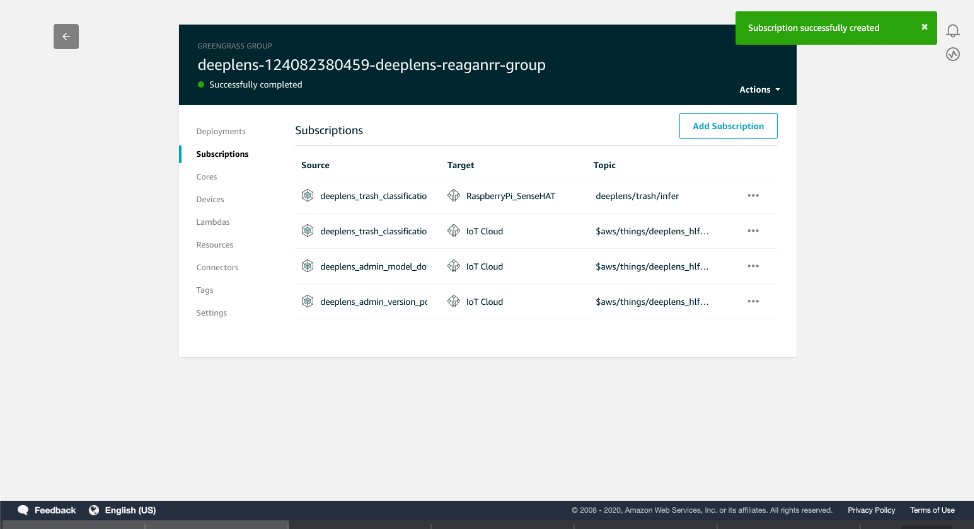 Subscription successfully created
GREENGRASS GROUP
deeplens-124082380459-deeplens-reaganrr-group
Successfully completed
Actions
Deployments
Subscriptions
Cores
Devices
Lambdas
Resources
Connectors
Tags
Settings
Subscriptions
Add Subscription
Source Target Topic
deeplens_trash_classificatio RaspberryPi_SenseHAT deeplens/trash/infer
deeplens_trash_classificatio IoT Cloud $aws/things/deeplens_hlf...
deeplens_admin_model_do IoT Cloud $aws/things/deeplens_hlf...
deeplens_admin_version_po IoT Cloud $aws/things/deeplens_hlf...
Feedback English (US) © 2008 - 2020, Amazon Web Services, Inc. or its affiliates. All rights reserved. Privacy Policy Terms of Use